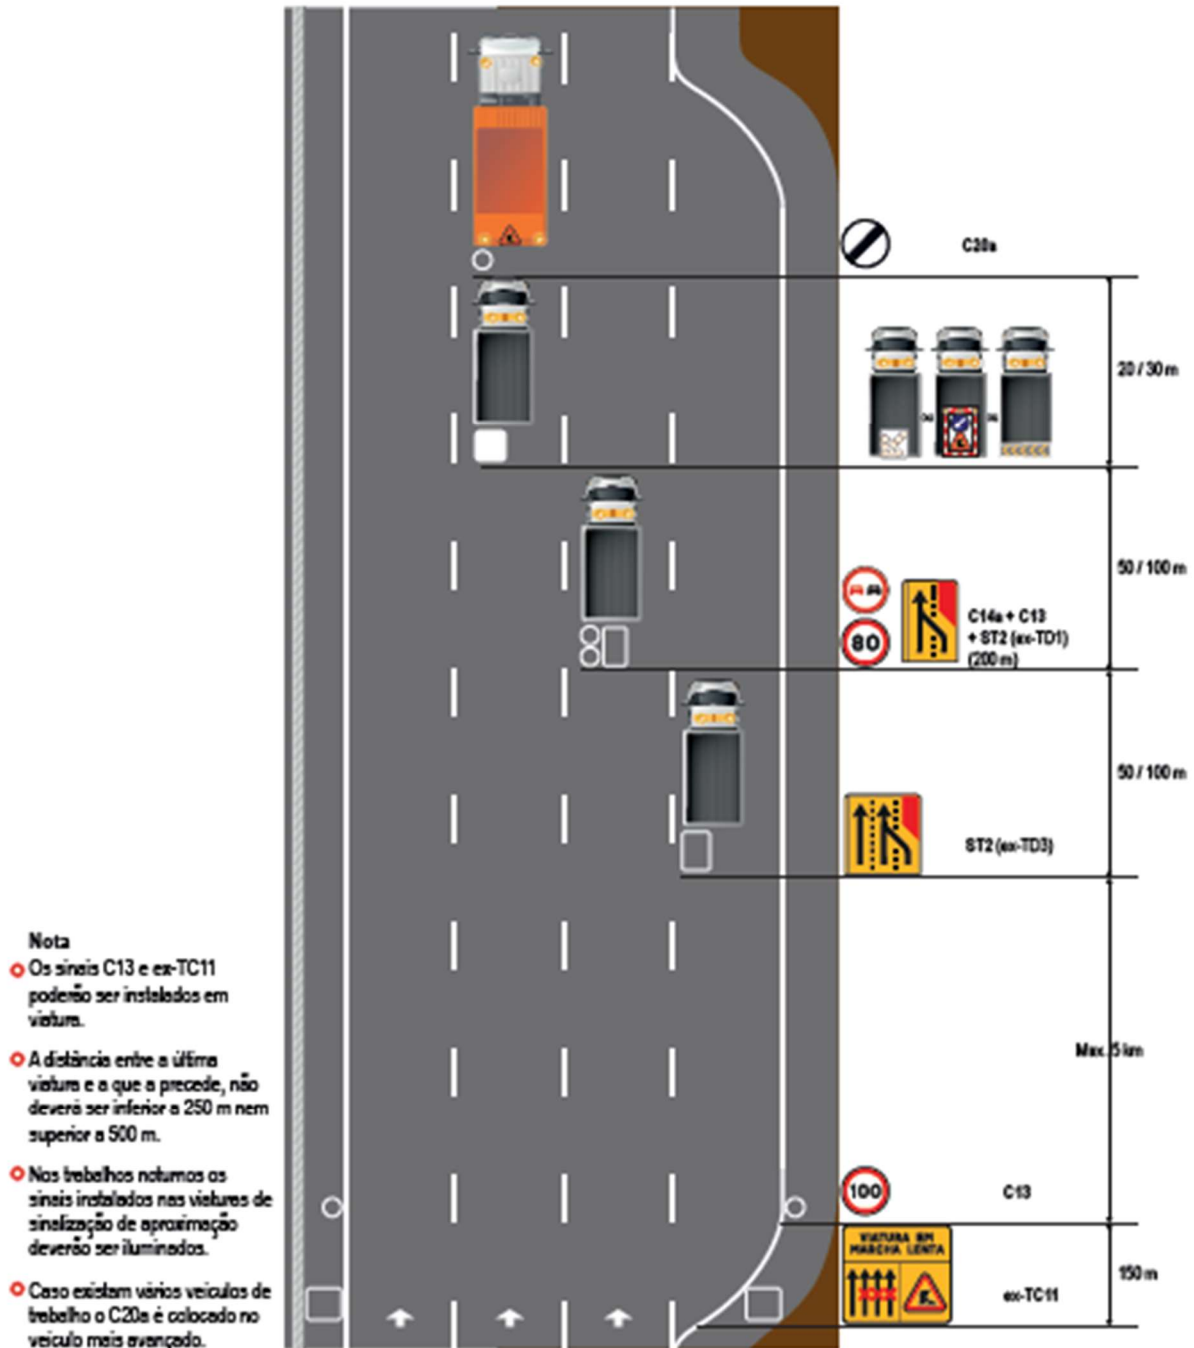 C20a
20 / 30 m
ou
ou
50 / 100 m
80
C14a + C13
+ ST2 (ex-TD1)
(200 m)
50 / 100 m
ST2 (ex-TD3)
Max. 5 km
100
C13
VIATURA EM
MARCHA LENTA
150 m
ex-TC11
Nota
Os sinais C13 e ex-TC11
poderão ser instalados em
viatura.
A distância entre a última
viatura e a que a precede, não
deverá ser inferior a 250 m nem
superior a 500 m.
Nos trabalhos noturnos os
sinais instalados nas viaturas de
sinalização de aproximação
deverão ser iluminados.
Caso existam vários veículos de
trabalho o C20a é colocado no
veículo mais avançado.